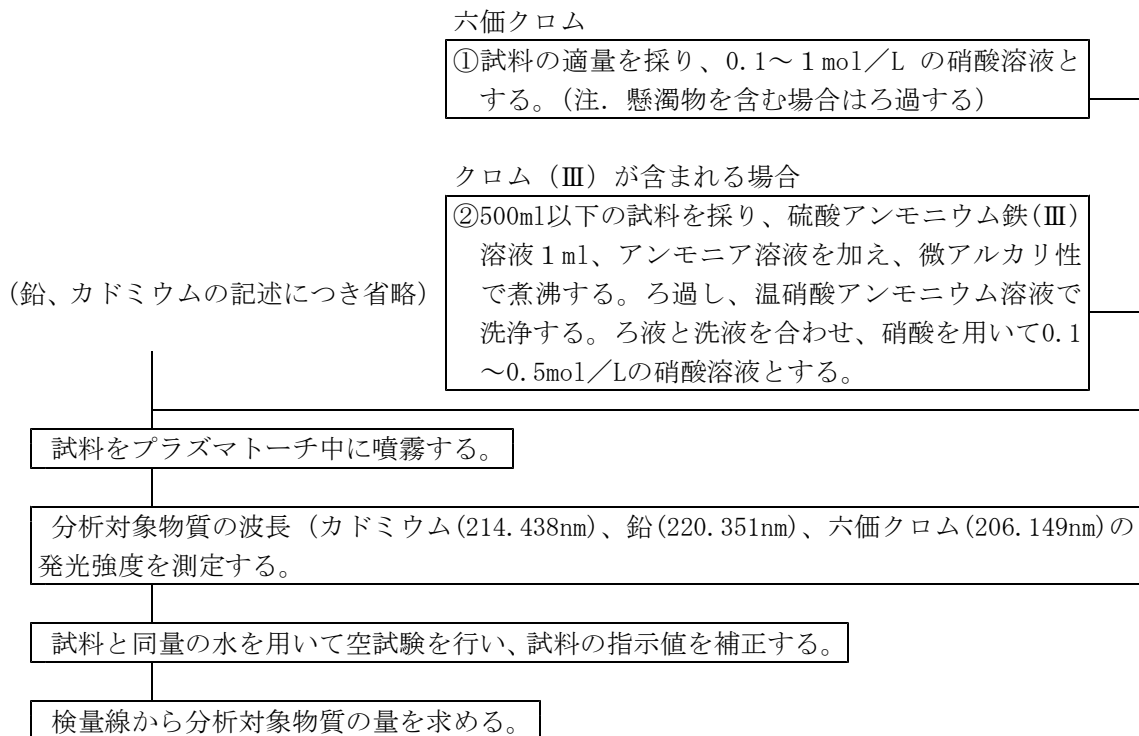 六価クロム
①試料の適量を採り、0.1～１mol／L の硝酸溶液と
する。(注．懸濁物を含む場合はろ過する）
クロム（Ⅲ）が含まれる場合
②500ml以下の試料を採り、硫酸アンモニウム鉄(Ⅲ)
溶液１ml、アンモニア溶液を加え、微アルカリ性
で煮沸する。ろ過し、温硝酸アンモニウム溶液で
洗浄する。ろ液と洗液を合わせ、硝酸を用いて0.1
～0.5mol／Lの硝酸溶液とする。
（鉛、カドミウムの記述につき省略）
試料をプラズマトーチ中に噴霧する。
分析対象物質の波長（カドミウム(214.438nm)、鉛(220.351nm)、六価クロム(206.149nm)の
発光強度を測定する。
試料と同量の水を用いて空試験を行い、試料の指示値を補正する。
検量線から分析対象物質の量を求める。